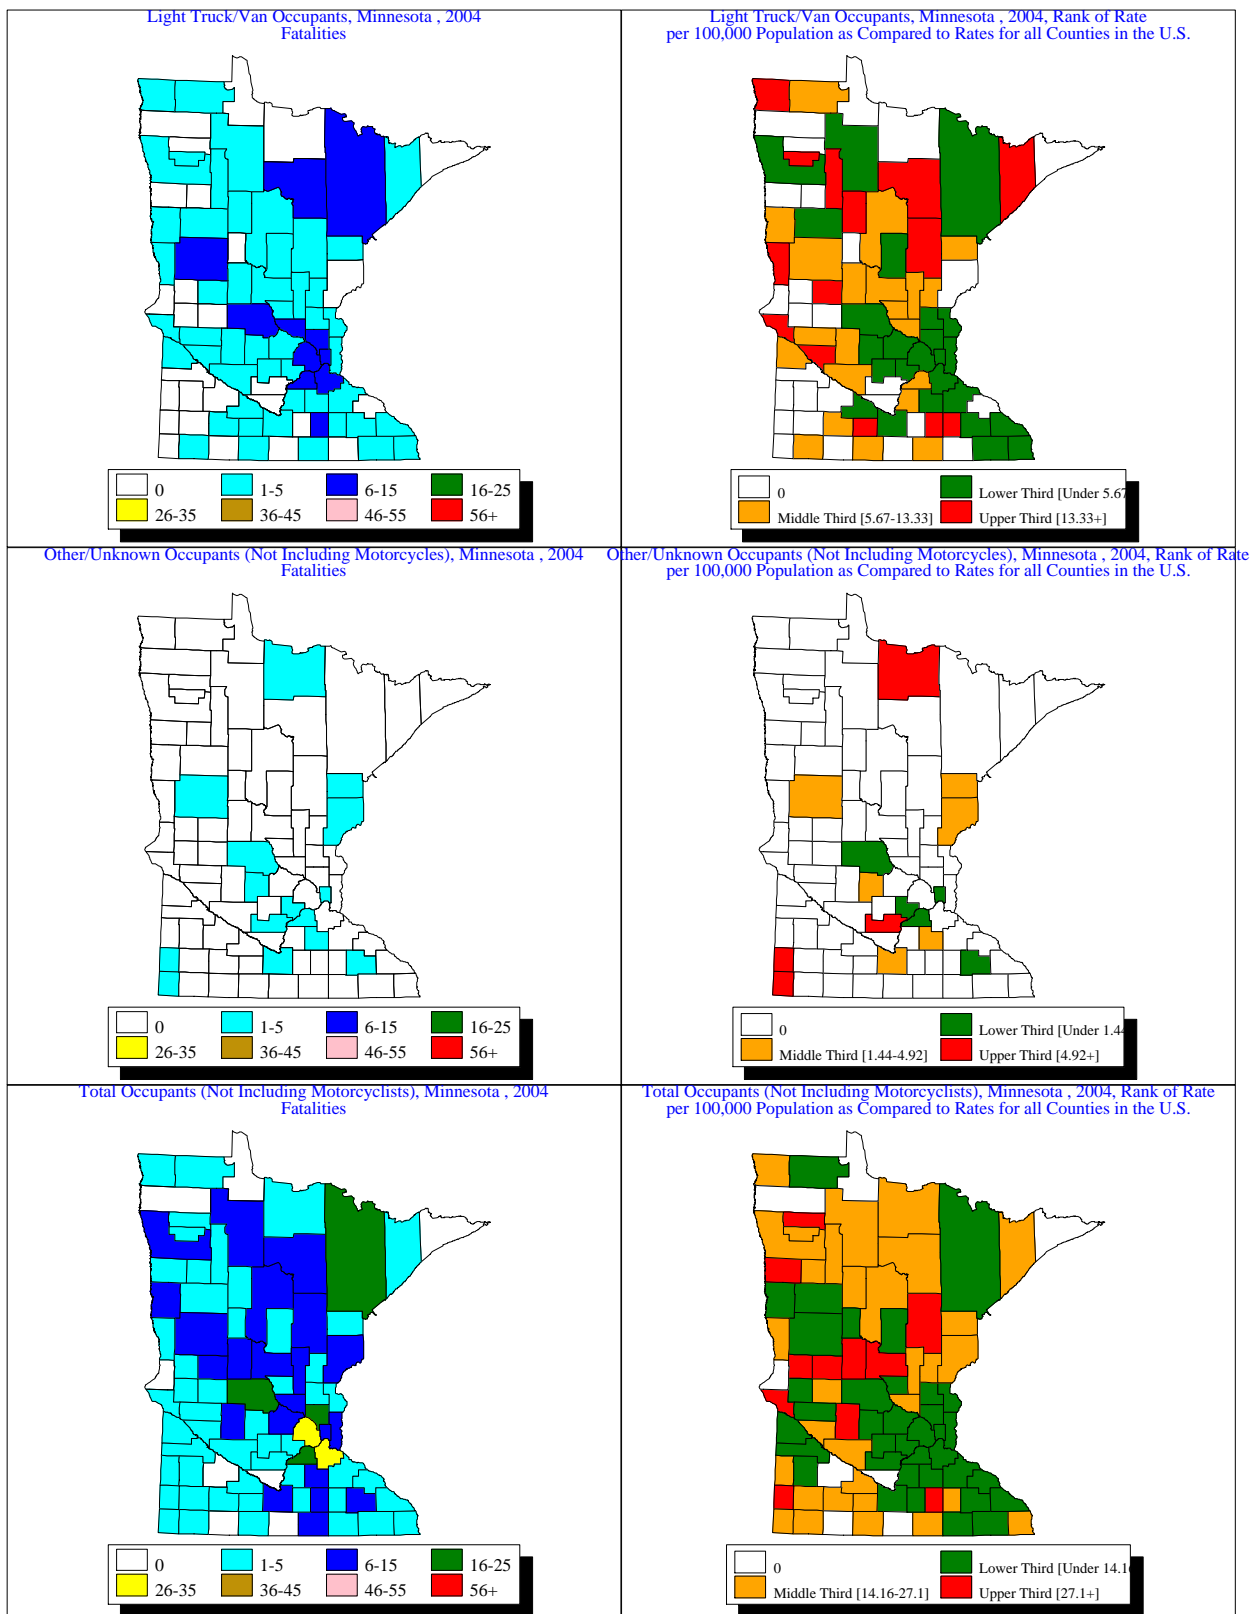 Light Truck/Van Occupants, Minnesota , 2004
Fatalities
0
1-5
6-15
16-25
26-35
36-45
46-55
56+
Light Truck/Van Occupants, Minnesota , 2004, Rank of Rate
per 100,000 Population as Compared to Rates for all Counties in the U.S.
0
Lower Third [Under 5.67
Middle Third [5.67-13.33]
Upper Third [13.33+]
Other/Unknown Occupants (Not Including Motorcycles), Minnesota , 2004
Fatalities
0
1-5
6-15
16-25
26-35
36-45
46-55
56+
Other/Unknown Occupants (Not Including Motorcycles), Minnesota , 2004, Rank of Rate
per 100,000 Population as Compared to Rates for all Counties in the U.S.
0
Lower Third [Under 1.44
Middle Third [1.44-4.92]
Upper Third [4.92+]
Total Occupants (Not Including Motorcyclists), Minnesota , 2004
Fatalities
0
1-5
6-15
16-25
26-35
36-45
46-55
56+
Total Occupants (Not Including Motorcyclists), Minnesota , 2004, Rank of Rate
per 100,000 Population as Compared to Rates for all Counties in the U.S.
0
Lower Third [Under 14.16
Middle Third [14.16-27.1]
Upper Third [27.1+]